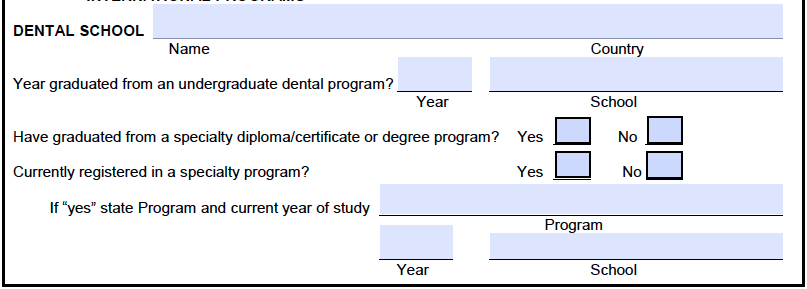 INTERNATIONAL PROGRAMS
DENTAL SCHOOL
Name Country
Year graduated from an undergraduate dental program?
Year School
Have graduated from a specialty diploma/certificate or degree program? Yes No
Currently registered in a specialty program? Yes No
If “yes” state Program and current year of study
Program
Year School